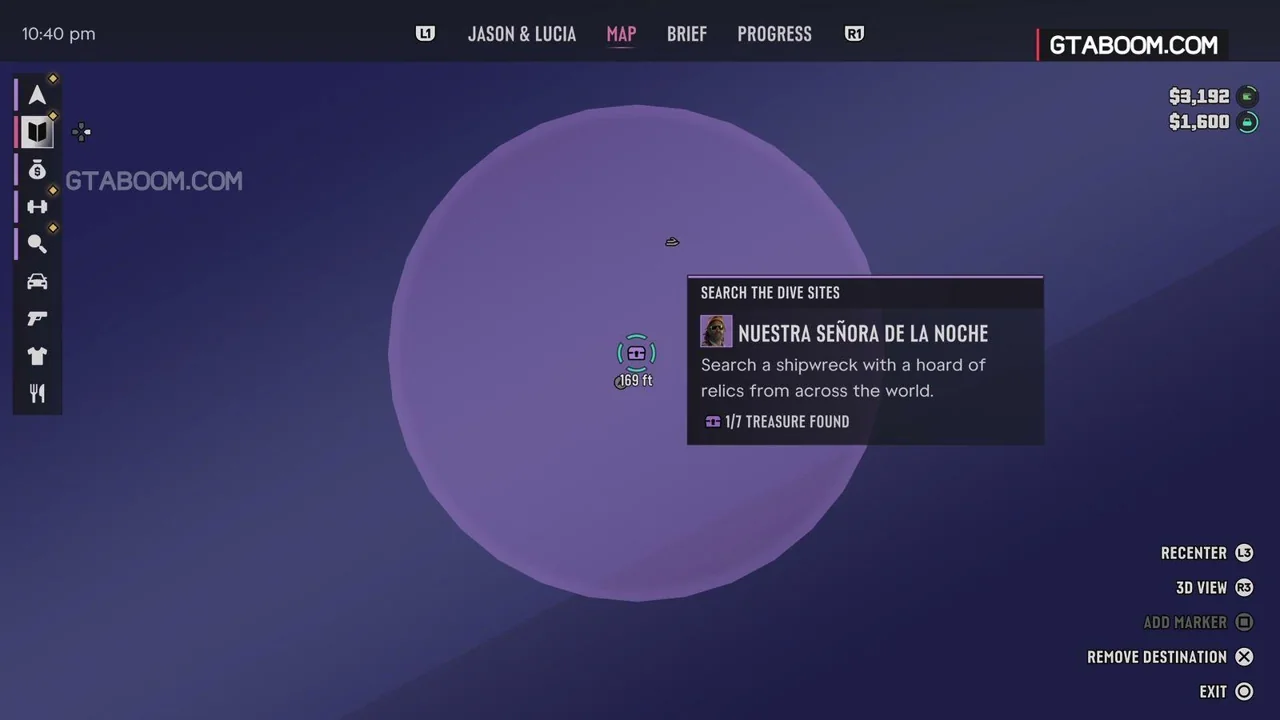 10:40 pm
L1
JASON & LUCIA
MAP
BRIEF
PROGRESS
R1
GTABOOM.COM
$3,192
$1,600
GTABOOM.COM
SEARCH THE DIVE SITES
NUESTRA SEÑORA DE LA NOCHE
Search a shipwreck with a hoard of
relics from across the world.
1/7 TREASURE FOUND
169 ft
RECENTER L3
3D VIEW R3
ADD MARKER
REMOVE DESTINATION
EXIT